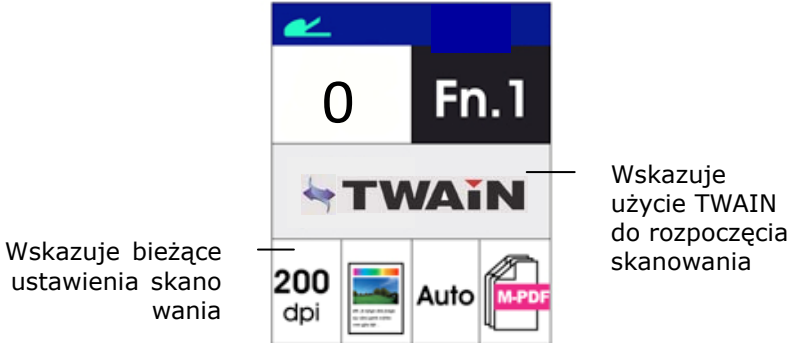 0
Fn.1
TWAiN
Wskazuje
użycie TWAIN
do rozpoczęcia
skanowania
Wskazuje bieżące
ustawienia skano
wania
200
dpi
Auto
M-PDF